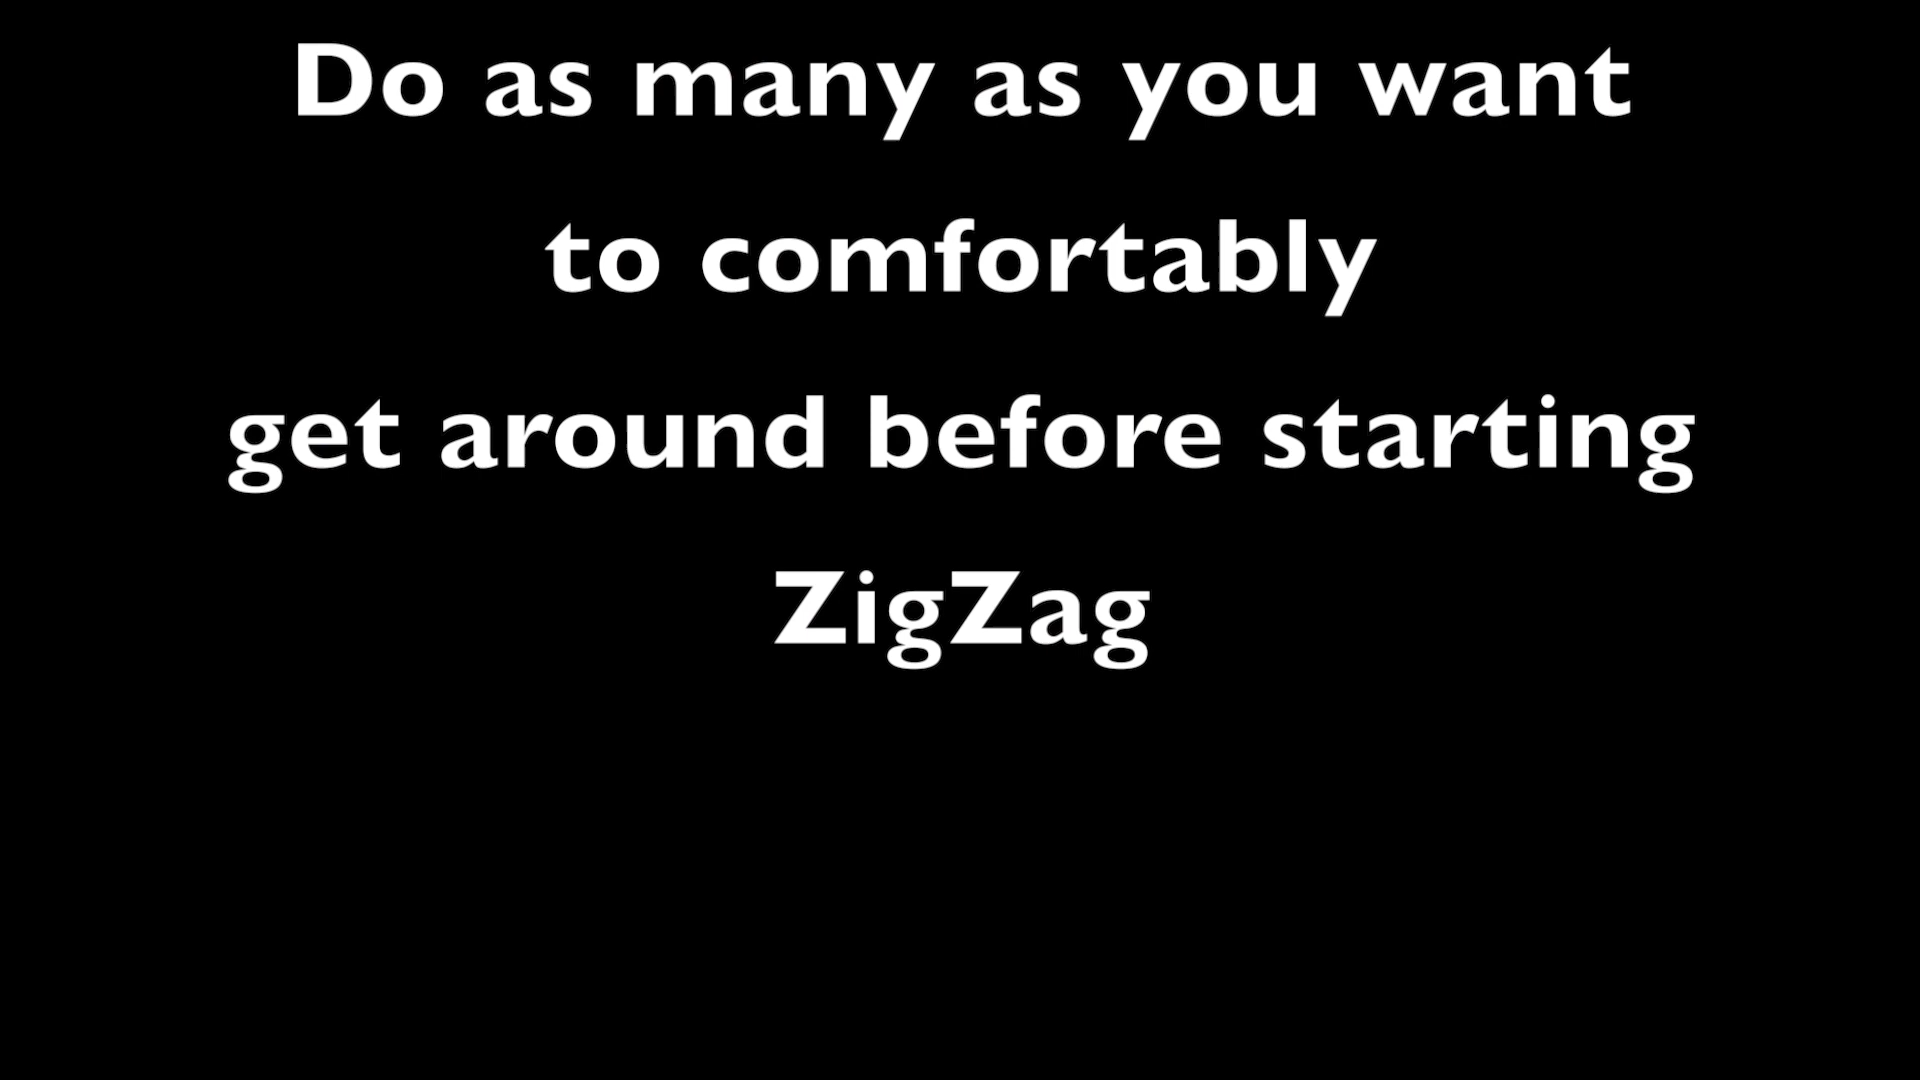 Do as many as you want
to comfortably
get around before starting
ZigZag